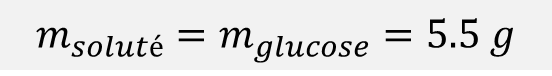 m_soluté = m_glucose = 5.5 g